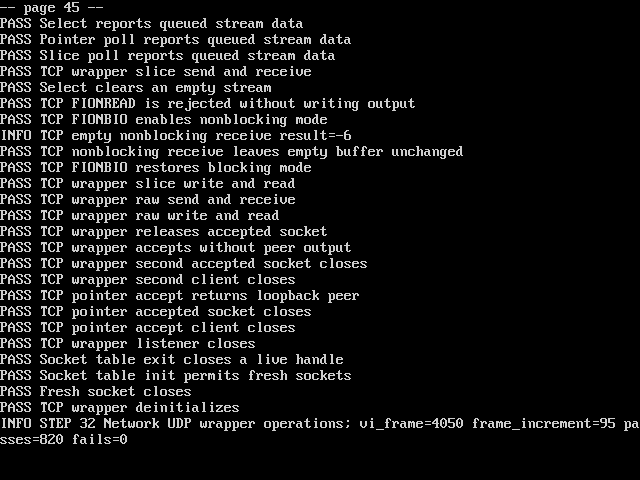 -- page 45 --
PASS Select reports queued stream data
PASS Pointer poll reports queued stream data
PASS Slice poll reports queued stream data
PASS TCP wrapper slice send and receive
PASS Select clears an empty stream
PASS TCP FIONREAD is rejected without writing output
PASS TCP FIONBIO enables nonblocking mode
INFO TCP empty nonblocking receive result=-6
PASS TCP nonblocking receive leaves empty buffer unchanged
PASS TCP FIONBIO restores blocking mode
PASS TCP wrapper slice write and read
PASS TCP wrapper raw send and receive
PASS TCP wrapper raw write and read
PASS TCP wrapper releases accepted socket
PASS TCP wrapper accepts without peer output
PASS TCP wrapper second accepted socket closes
PASS TCP wrapper second client closes
PASS TCP pointer accept returns loopback peer
PASS TCP pointer accepted socket closes
PASS TCP pointer accept client closes
PASS TCP wrapper listener closes
PASS Socket table exit closes a live handle
PASS Socket table init permits fresh sockets
PASS Fresh socket closes
PASS TCP wrapper deinitializes
INFO STEP 32 Network UDP wrapper operations; vi_frame=4050 frame_increment=95 pa
sses=820 fails=0